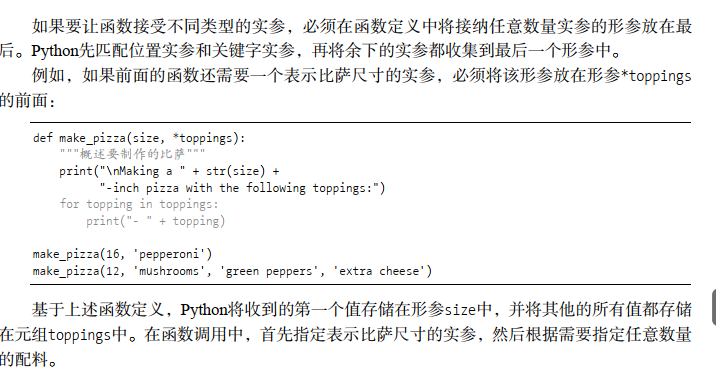 如果要让函数接受不同类型的实参，必须在函数定义中将接纳任意数量实参的形参放在最
后。Python先匹配位置实参和关键字实参，再将余下的实参都收集到最后一个形参中。
例如，如果前面的函数还需要一个表示比萨尺寸的实参，必须将该形参放在形参*toppings
的前面：
def make_pizza(size, *toppings):
    """概述要制作的比萨"""
    print("\nMaking a " + str(size) +
          "-inch pizza with the following toppings:")
    for topping in toppings:
        print("- " + topping)
make_pizza(16, 'pepperoni')
make_pizza(12, 'mushrooms', 'green peppers', 'extra cheese')
基于上述函数定义，Python将收到的第一个值存储在形参size中，并将其他的所有值都存储
在元组toppings中。在函数调用中，首先指定表示比萨尺寸的实参，然后根据需要指定任意数量
的配料。